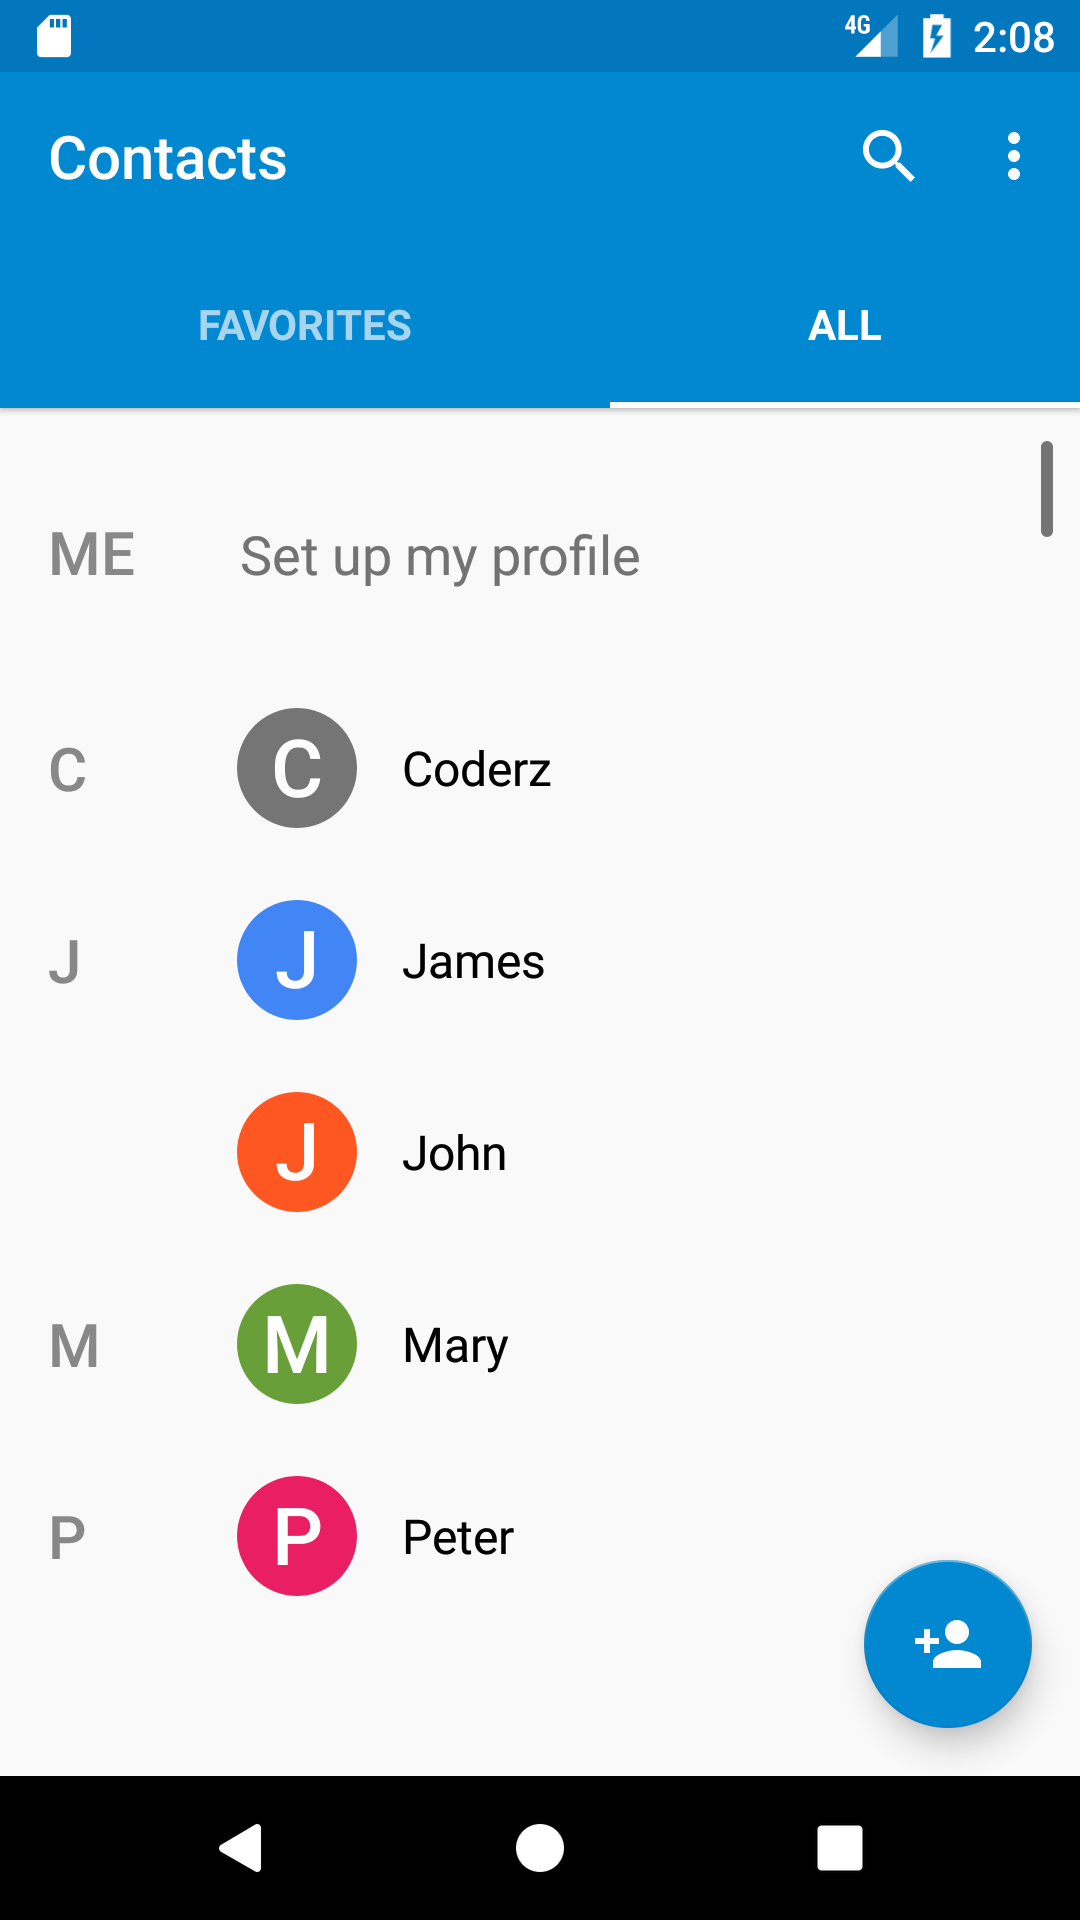 4G 2:08
Contacts
FAVORITES ALL
ME Set up my profile
C C Coderz
J J James
J John
M M Mary
P P Peter